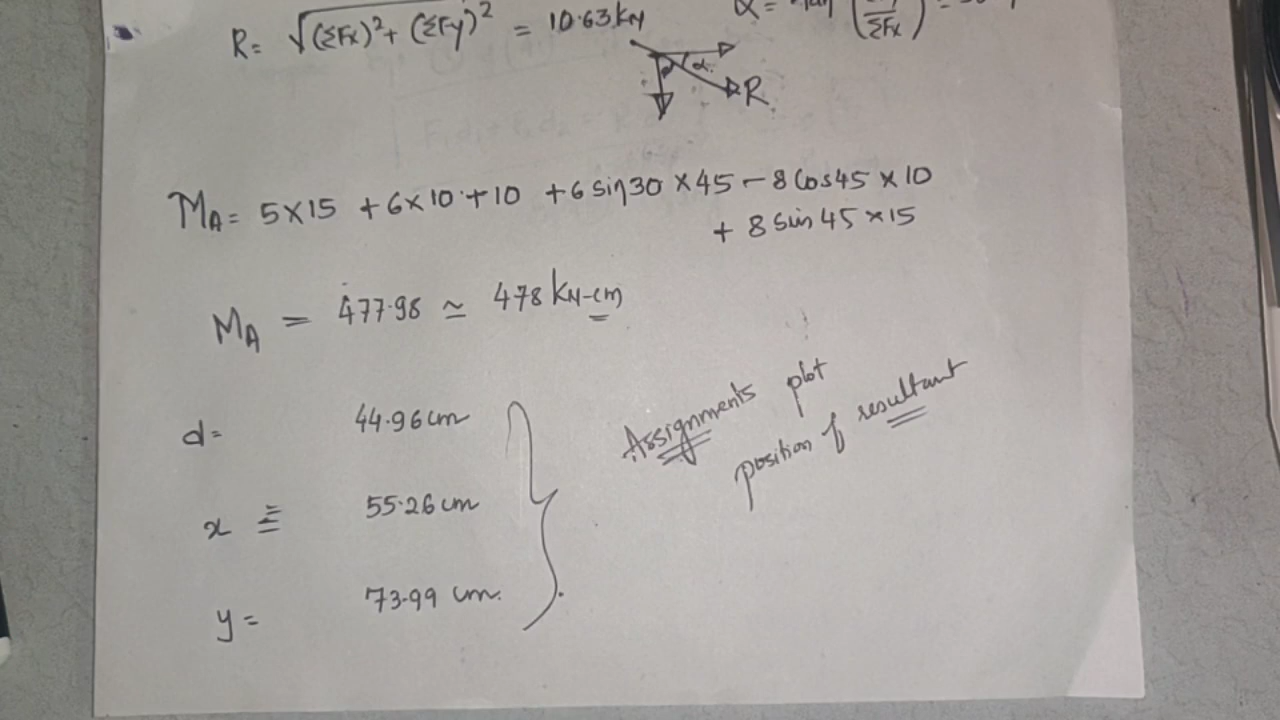 R= √(ΣFx)²+(ΣFy)² = 10.63 kN
(ΣFx)
α.
R
MA= 5×15 +6×10+10 +6 sin30 ×45 - 8 Cos45 × 10
+ 8 Sin 45 × 15
MA = 477.98 ≃ 478 kN-cm
d= 44.96 cm
x = 55.26 cm
y= 73.99 cm.
Assignments plot
position of resultant